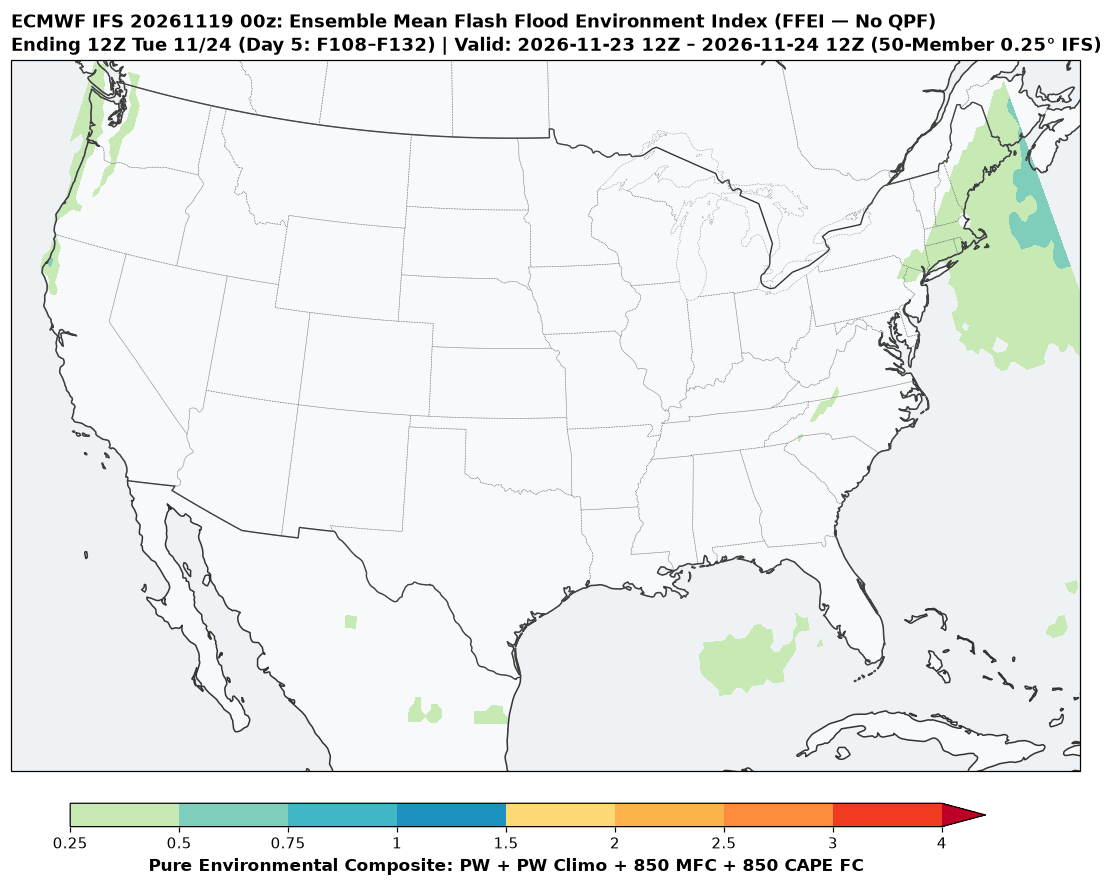 ECMWF IFS 20261119 00z: Ensemble Mean Flash Flood Environment Index (FFEI — No QPF)
Ending 12Z Tue 11/24 (Day 5: F108–F132) | Valid: 2026-11-23 12Z – 2026-11-24 12Z (50-Member 0.25° IFS)
0.25 0.5 0.75 1 1.5 2 2.5 3 4
Pure Environmental Composite: PW + PW Climo + 850 MFC + 850 CAPE FC